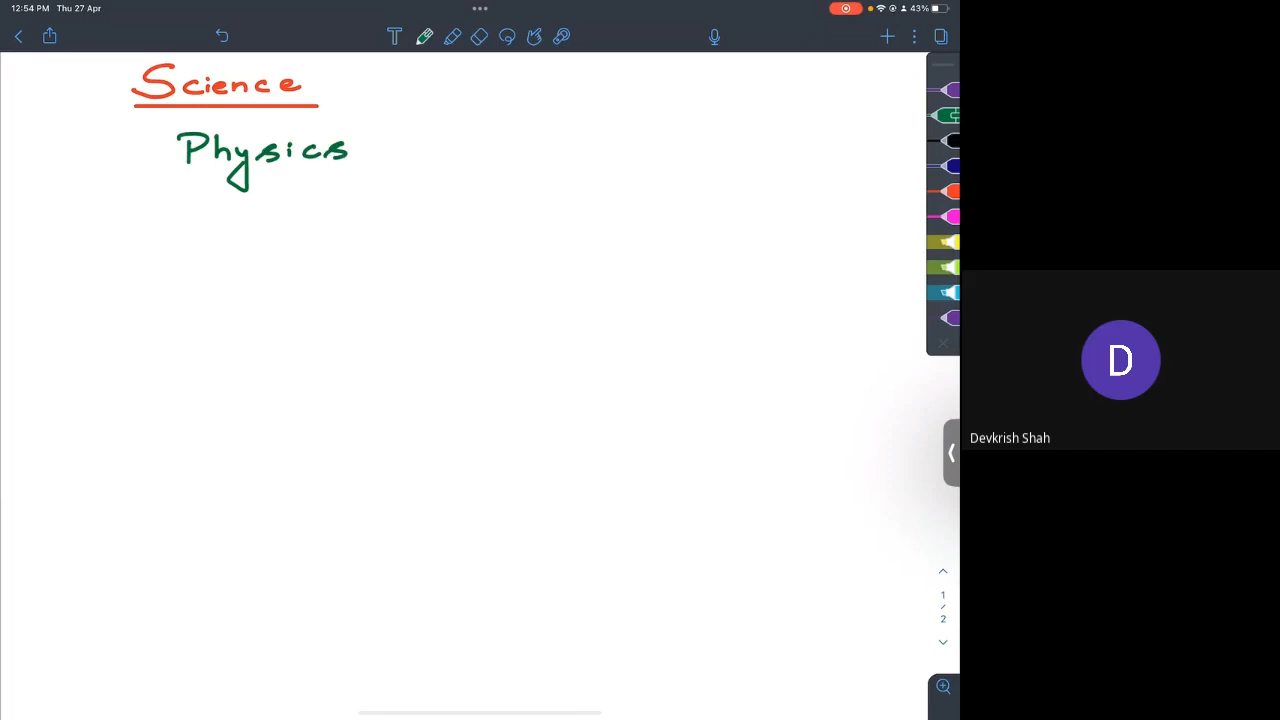 12:54 PM Thu 27 Apr
43%
T
Science
Physics
D
Devkrish Shah
1
/
2